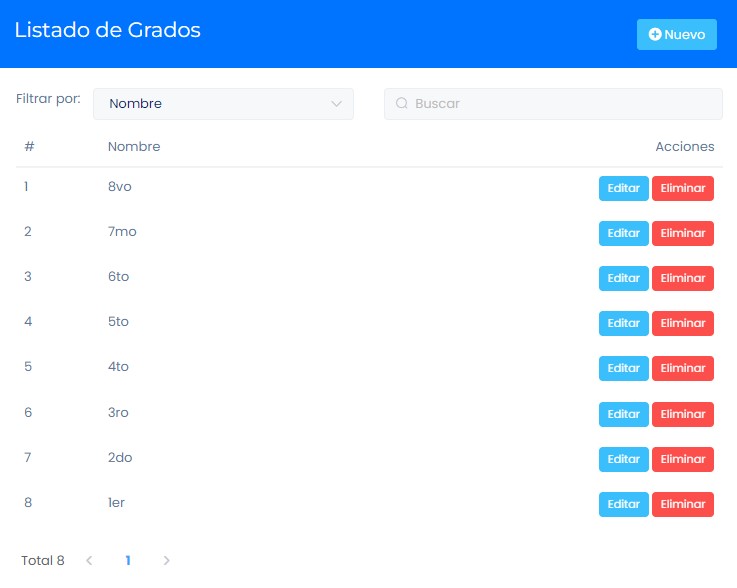 Listado de Grados
Nuevo
Filtrar por: Nombre Buscar
# Nombre Acciones
1 8vo Editar Eliminar
2 7mo Editar Eliminar
3 6to Editar Eliminar
4 5to Editar Eliminar
5 4to Editar Eliminar
6 3ro Editar Eliminar
7 2do Editar Eliminar
8 1er Editar Eliminar
Total 8 1